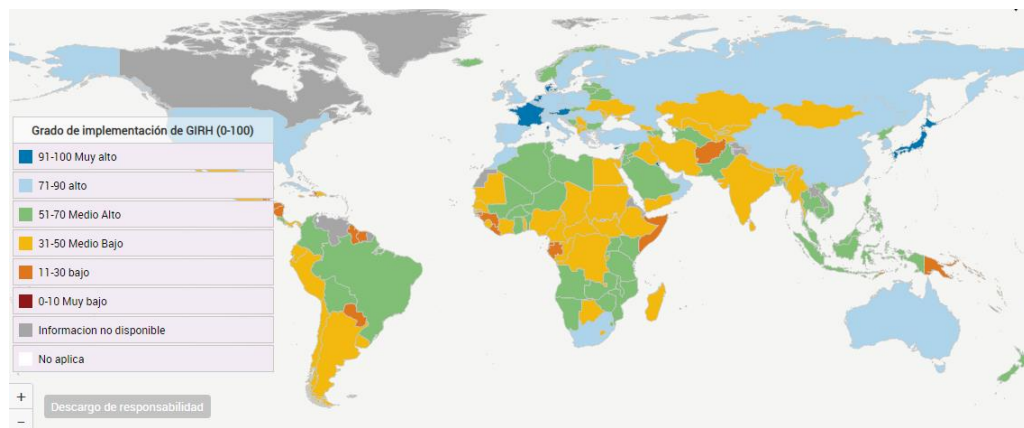 Grado de implementación de GIRH (0-100)
91-100 Muy alto
71-90 alto
51-70 Medio Alto
31-50 Medio Bajo
11-30 bajo
0-10 Muy bajo
Informacion no disponible
No aplica
+
−
Descargo de responsabilidad